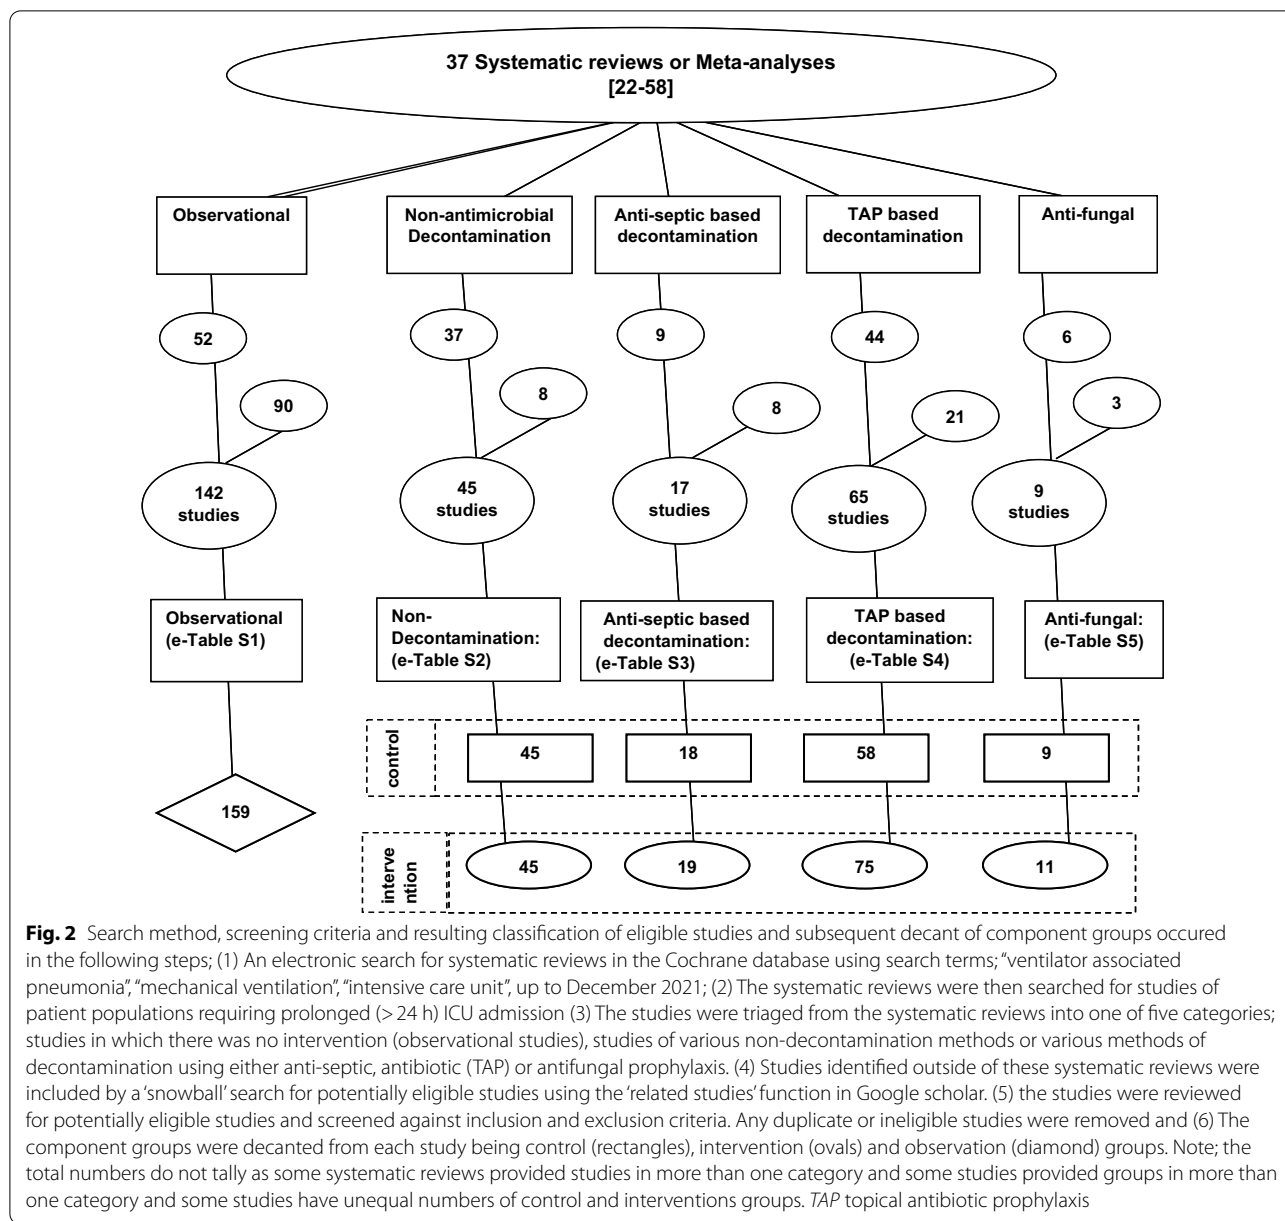 37 Systematic reviews or Meta-analyses
[22-58]
Observational
Non-antimicrobial
Decontamination
Anti-septic based
decontamination
TAP based
decontamination
Anti-fungal
52
37
9
44
6
90
8
8
21
3
142
studies
45
studies
17
studies
65
studies
9
studies
Observational
(e-Table S1)
Non-
Decontamination:
(e-Table S2)
Anti-septic based
decontamination:
(e-Table S3)
TAP based
decontamination:
(e-Table S4)
Anti-fungal:
(e-Table S5)
control
45
18
58
9
159
interve
ntion
45
19
75
11
Fig. 2 Search method, screening criteria and resulting classification of eligible studies and subsequent decant of component groups occured
in the following steps; (1) An electronic search for systematic reviews in the Cochrane database using search terms; “ventilator associated
pneumonia”, “mechanical ventilation”, “intensive care unit”, up to December 2021; (2) The systematic reviews were then searched for studies of
patient populations requiring prolonged (> 24 h) ICU admission (3) The studies were triaged from the systematic reviews into one of five categories;
studies in which there was no intervention (observational studies), studies of various non-decontamination methods or various methods of
decontamination using either anti-septic, antibiotic (TAP) or antifungal prophylaxis. (4) Studies identified outside of these systematic reviews were
included by a ‘snowball’ search for potentially eligible studies using the ‘related studies’ function in Google scholar. (5) the studies were reviewed
for potentially eligible studies and screened against inclusion and exclusion criteria. Any duplicate or ineligible studies were removed and (6) The
component groups were decanted from each study being control (rectangles), intervention (ovals) and observation (diamond) groups. Note; the
total numbers do not tally as some systematic reviews provided studies in more than one category and some studies provided groups in more than
one category and some studies have unequal numbers of control and interventions groups. TAP topical antibiotic prophylaxis